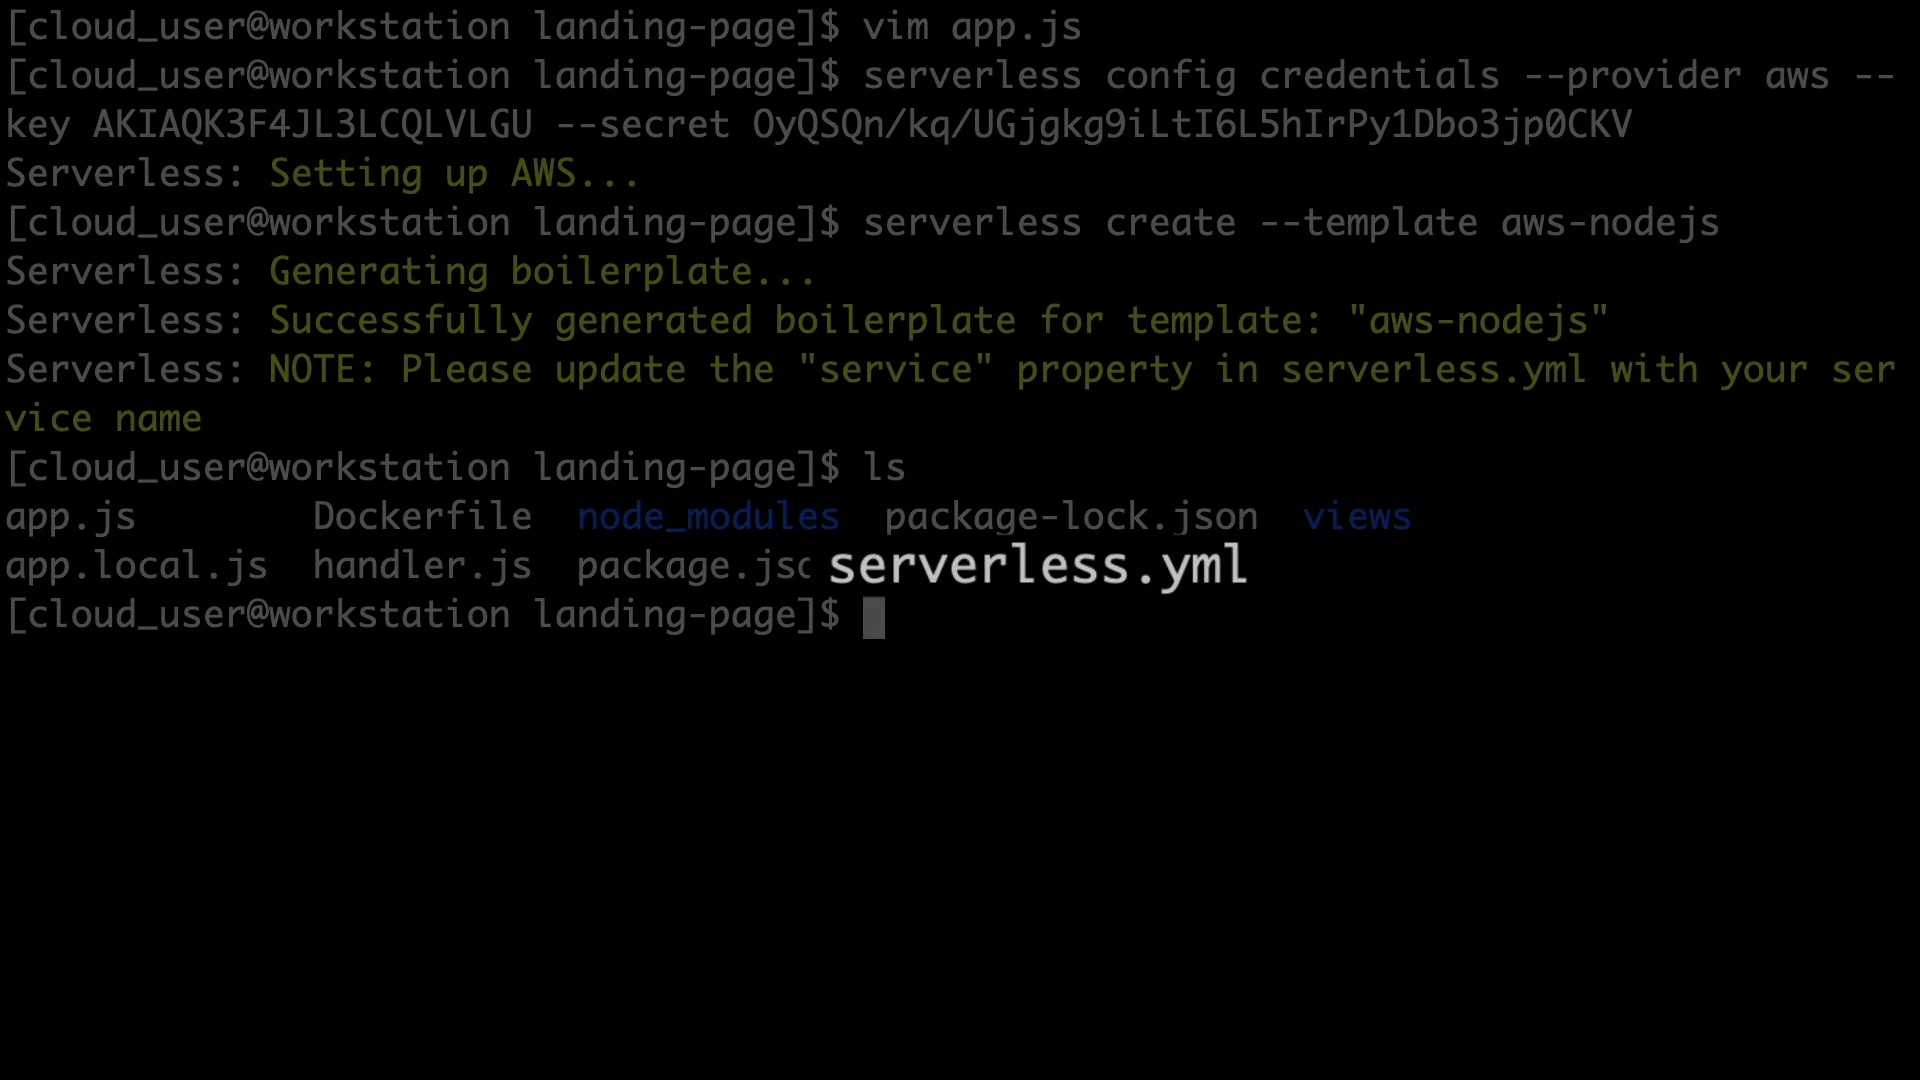 [cloud_user@workstation landing-page]$ vim app.js
[cloud_user@workstation landing-page]$ serverless config credentials --provider aws --
key AKIAQK3F4JL3LCQLVLGU --secret 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
Serverless: Setting up AWS...
[cloud_user@workstation landing-page]$ serverless create --template aws-nodejs
Serverless: Generating boilerplate...
Serverless: Successfully generated boilerplate for template: "aws-nodejs"
Serverless: NOTE: Please update the "service" property in serverless.yml with your ser
vice name
[cloud_user@workstation landing-page]$ ls
app.js Dockerfile node_modules package-lock.json views
app.local.js handler.js serverless.yml
[cloud_user@workstation landing-page]$